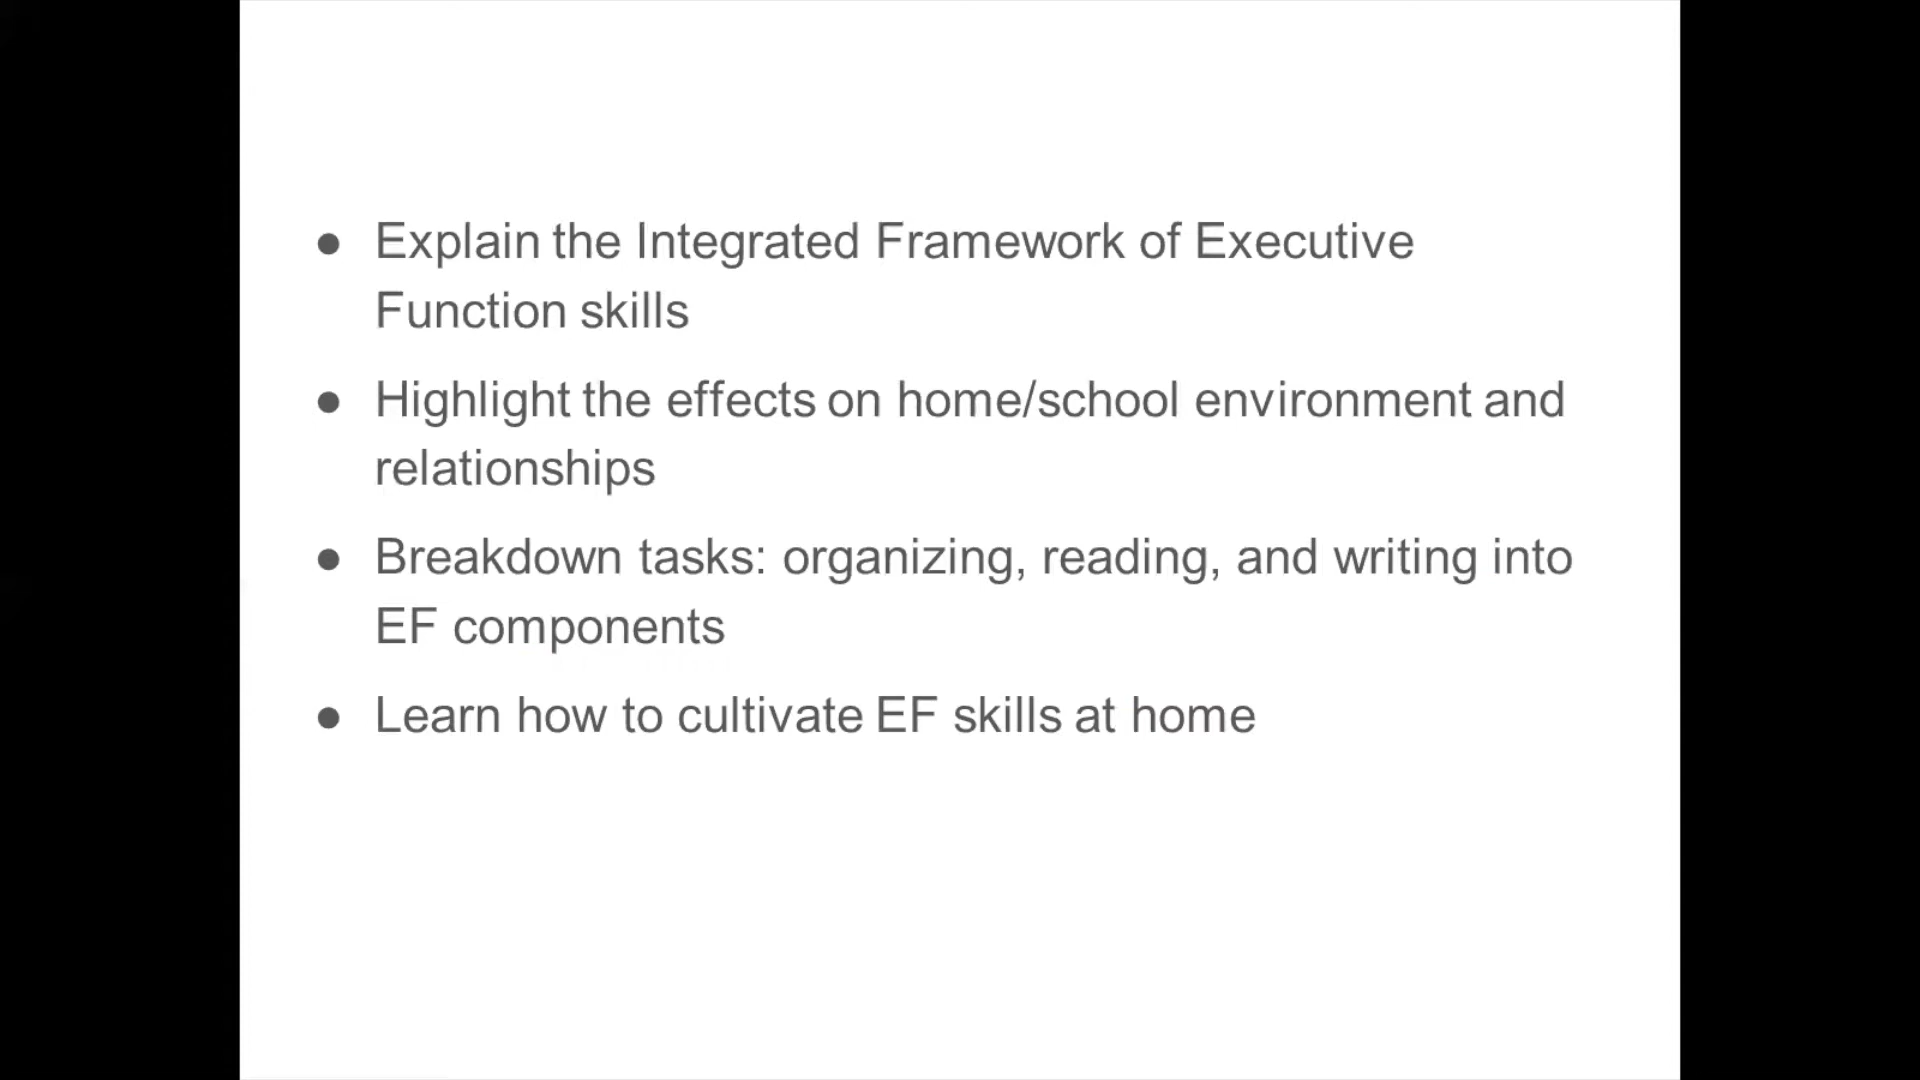 ● Explain the Integrated Framework of Executive
Function skills
● Highlight the effects on home/school environment and
relationships
● Breakdown tasks: organizing, reading, and writing into
EF components
● Learn how to cultivate EF skills at home